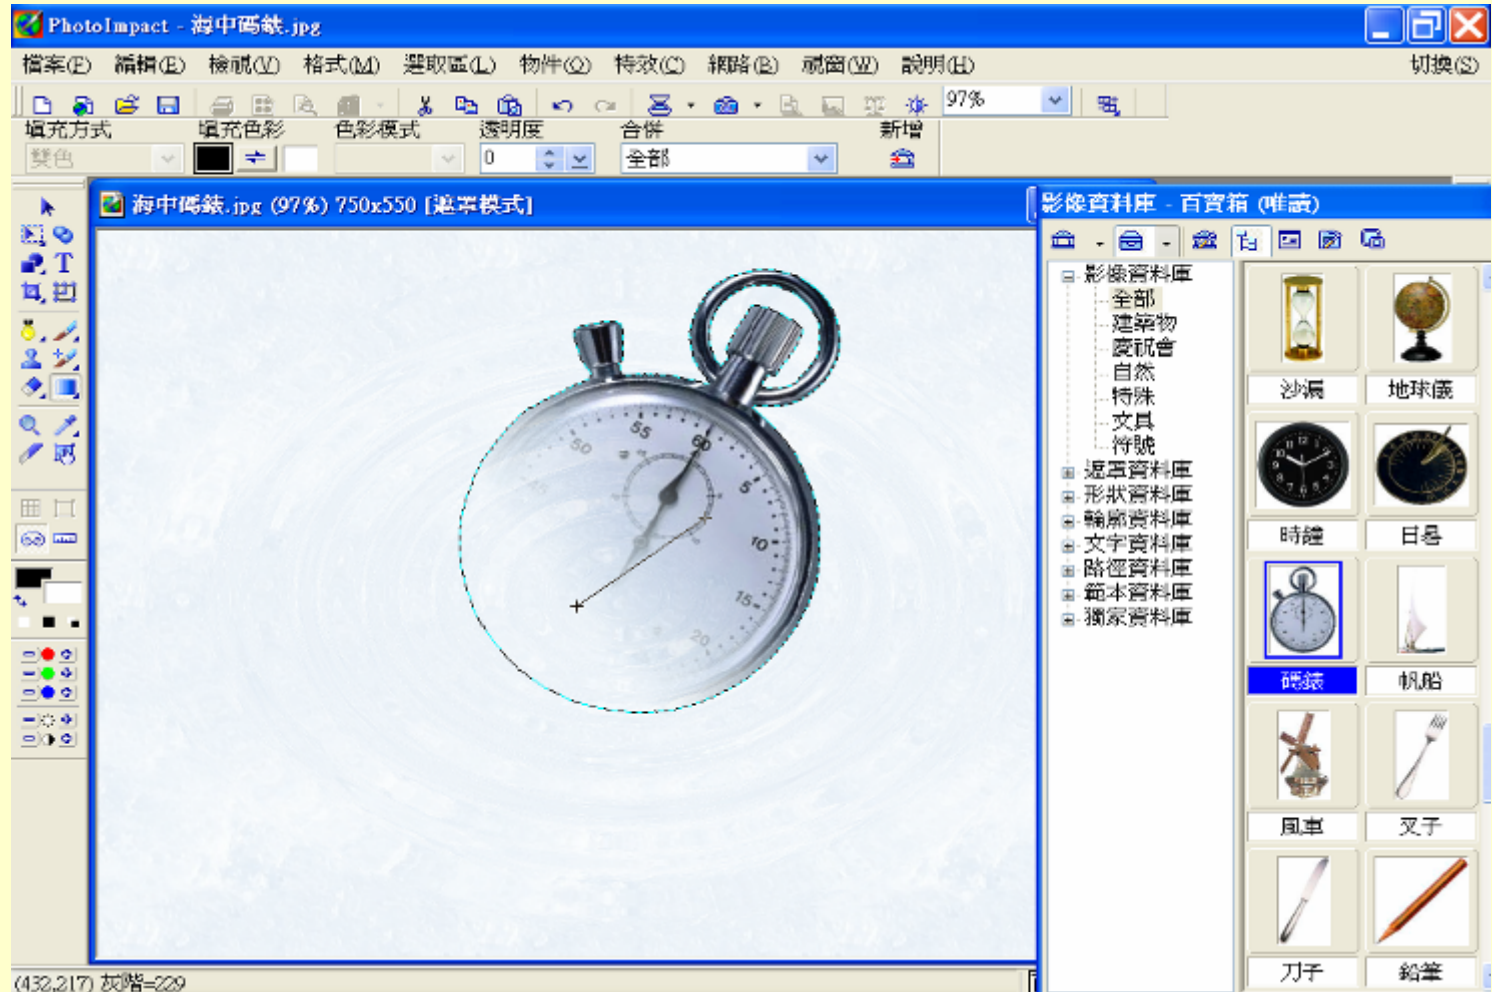 PhotoImpact - 海中碼錶.jpg
檔案(F) 編輯(E) 檢視(V) 格式(M) 選取區(L) 物件(O) 特效(C) 網路(B) 視窗(W) 說明(H) 切換(S)
97%
填充方式 填充色彩 色彩模式 透明度 合併 新增
雙色 0 全部
海中碼錶.jpg (97%) 750x550 [遮罩模式]
影像資料庫 - 百寶箱 (唯讀)
影像資料庫
全部
建築物
慶祝會
自然
特殊
文具
符號
遮罩資料庫
形狀資料庫
輪廓資料庫
文字資料庫
路徑資料庫
範本資料庫
獨家資料庫
沙漏 地球儀
時鐘 日晷
碼錶 帆船
風車 叉子
刀子 鉛筆
45 50 55 60 5 10 15 20
(432,217) 灰階=229